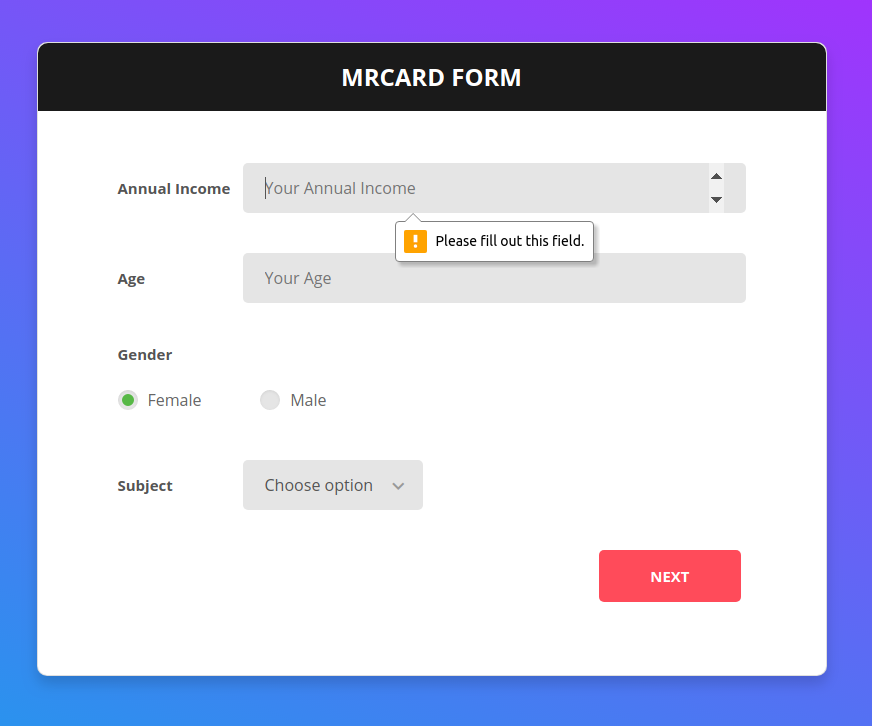 MRCARD FORM
Annual Income
Your Annual Income
Please fill out this field.
Age
Your Age
Gender
Female
Male
Subject
Choose option
NEXT